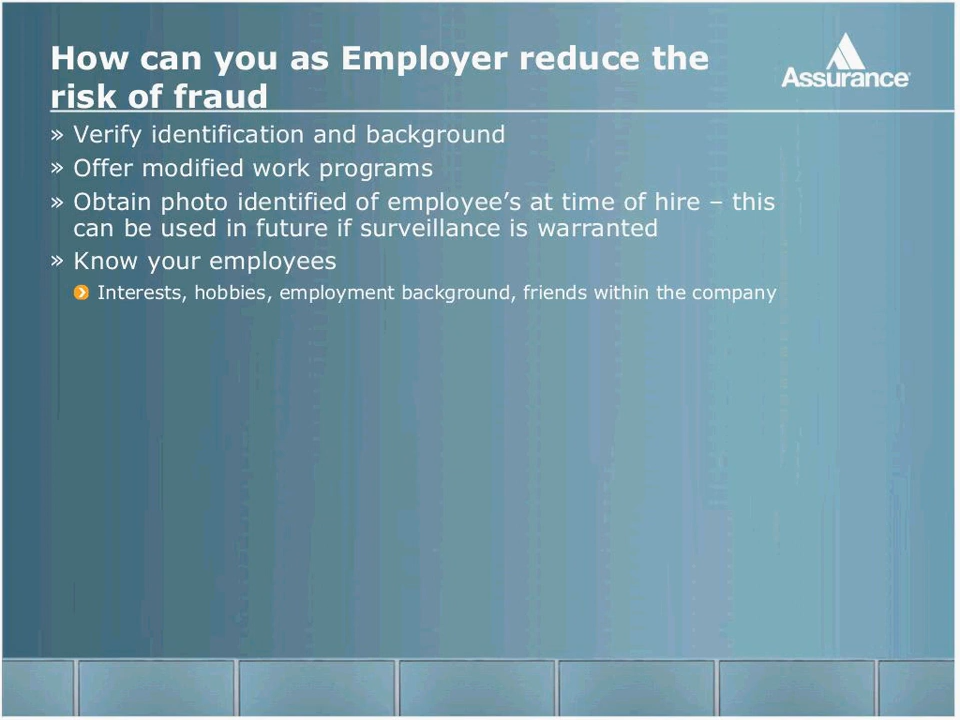 How can you as Employer reduce the
risk of fraud
Assurance
» Verify identification and background
» Offer modified work programs
» Obtain photo identified of employee's at time of hire – this
can be used in future if surveillance is warranted
» Know your employees
Interests, hobbies, employment background, friends within the company